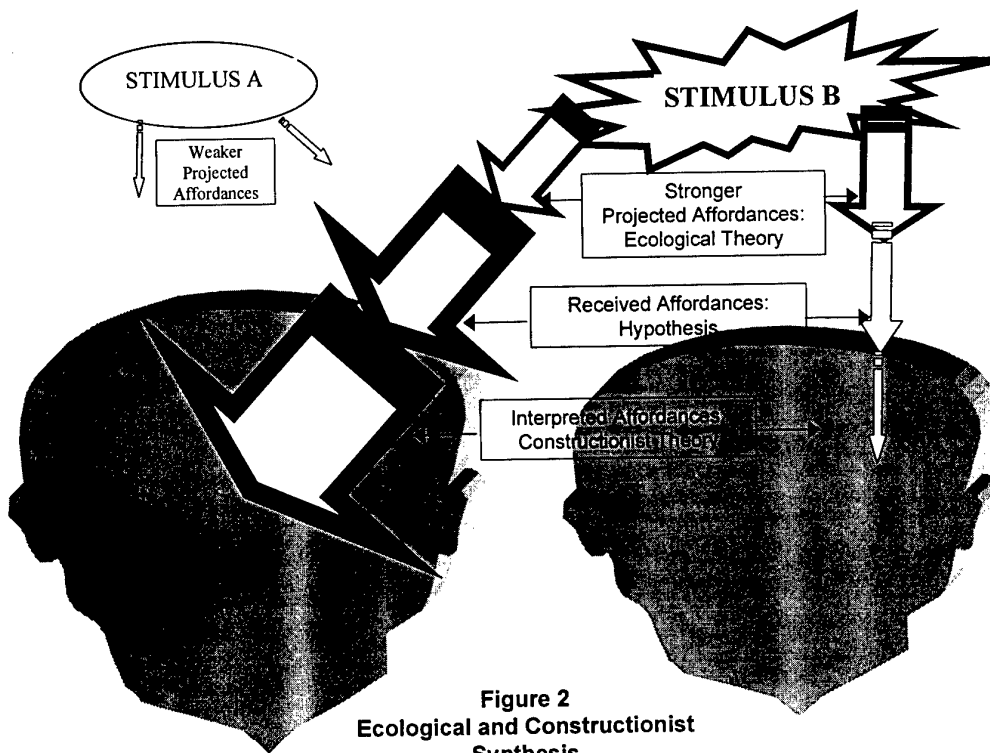 STIMULUS A
Weaker
Projected
Affordances
STIMULUS B
Stronger
Projected Affordances:
Ecological Theory
Received Affordances:
Hypothesis
Interpreted Affordances:
Constructionist Theory
Figure 2
Ecological and Constructionist
Synthesis